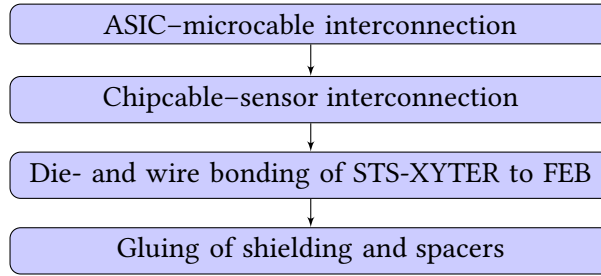 ASIC–microcable interconnection
Chipcable–sensor interconnection
Die- and wire bonding of STS-XYTER to FEB
Gluing of shielding and spacers